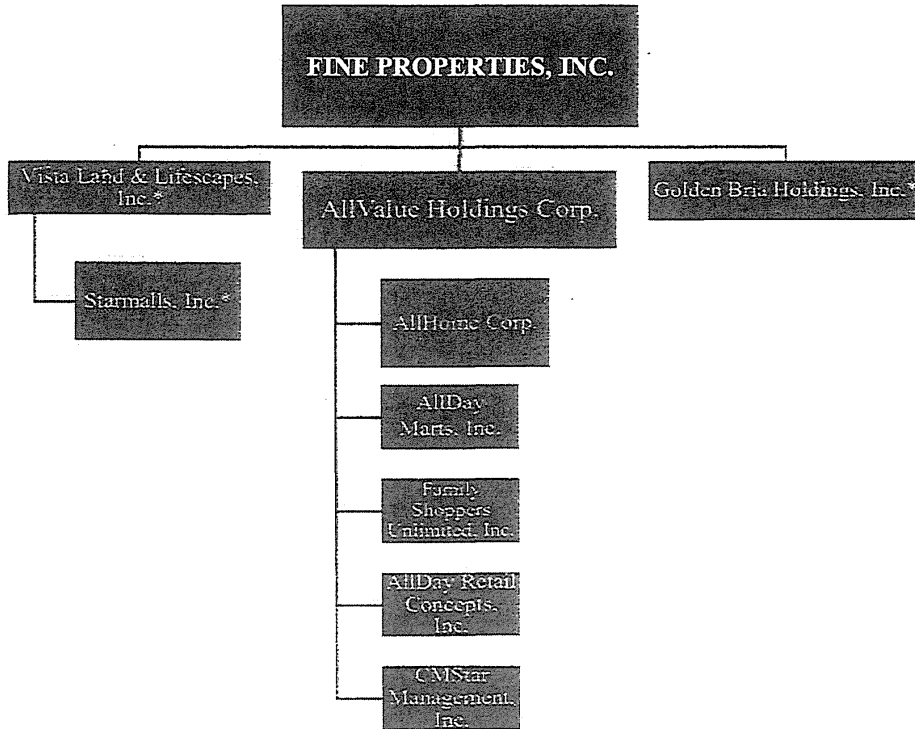 FINE PROPERTIES, INC.
Vista Land & Lifescapes,
Inc.*
AllValue Holdings Corp.
Golden Bria Holdings, Inc.*
Starmalls, Inc.*
AllHome Corp.
AllDay
Marts, Inc.
Family
Shoppers
Unlimited, Inc.
AllDay Retail
Concepts,
Inc.
CMStar
Management,
Inc.